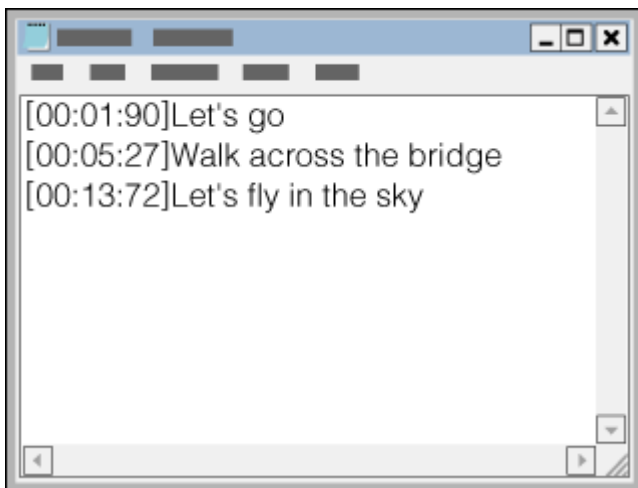 [00:01:90]Let's go
[00:05:27]Walk across the bridge
[00:13:72]Let's fly in the sky